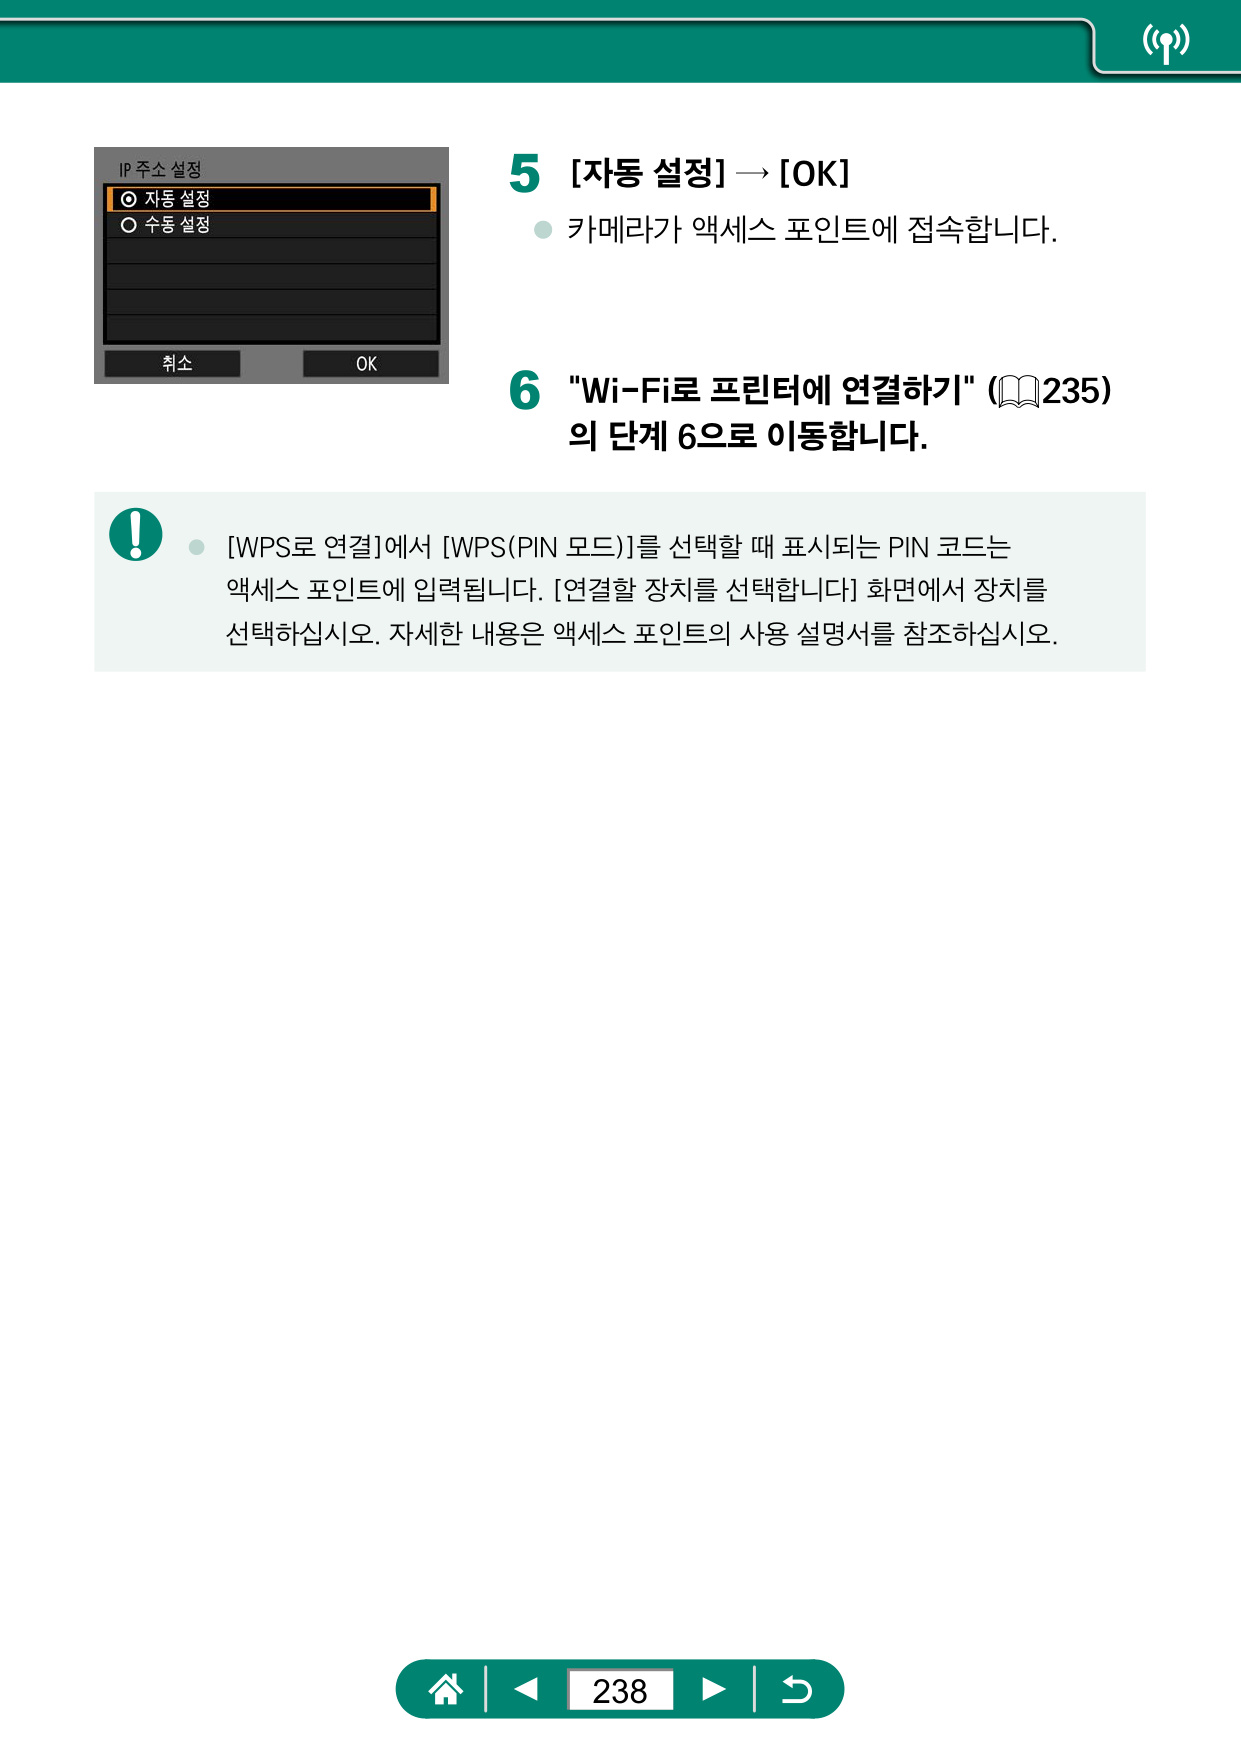 IP 주소 설정
자동 설정
수동 설정
취소
OK
5 [자동 설정] → [OK]
● 카메라가 액세스 포인트에 접속합니다.
6 "Wi-Fi로 프린터에 연결하기" (235)
의 단계 6으로 이동합니다.
● [WPS로 연결]에서 [WPS(PIN 모드)]를 선택할 때 표시되는 PIN 코드는
액세스 포인트에 입력됩니다. [연결할 장치를 선택합니다] 화면에서 장치를
선택하십시오. 자세한 내용은 액세스 포인트의 사용 설명서를 참조하십시오.
238